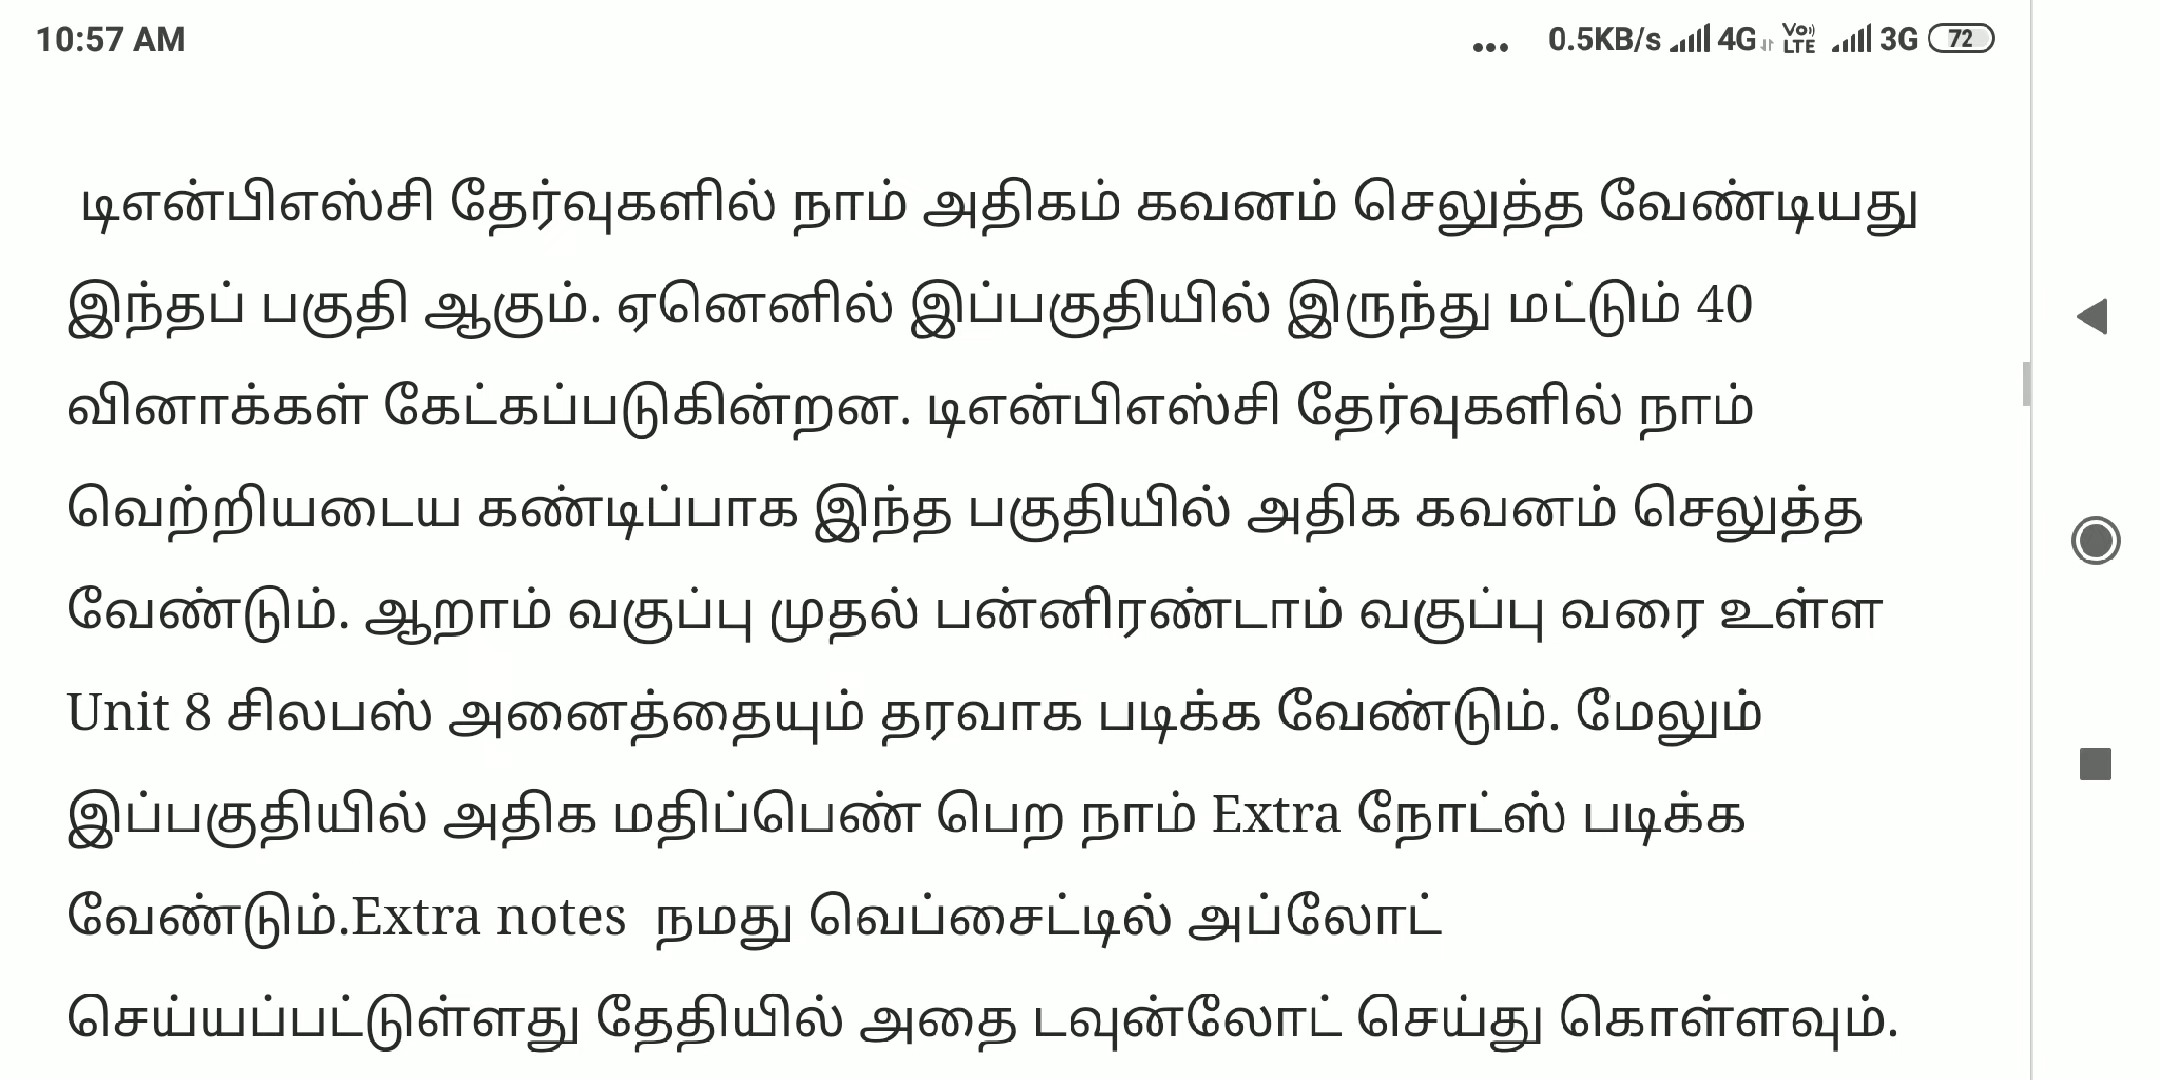 10:57 AM ... 0.5KB/s 4G Vo) LTE 3G 72
டிஎன்பிஎஸ்சி தேர்வுகளில் நாம் அதிகம் கவனம் செலுத்த வேண்டியது
இந்தப் பகுதி ஆகும். ஏனெனில் இப்பகுதியில் இருந்து மட்டும் 40
வினாக்கள் கேட்கப்படுகின்றன. டிஎன்பிஎஸ்சி தேர்வுகளில் நாம்
வெற்றியடைய கண்டிப்பாக இந்த பகுதியில் அதிக கவனம் செலுத்த
வேண்டும். ஆறாம் வகுப்பு முதல் பன்னிரண்டாம் வகுப்பு வரை உள்ள
Unit 8 சிலபஸ் அனைத்தையும் தரவாக படிக்க வேண்டும். மேலும்
இப்பகுதியில் அதிக மதிப்பெண் பெற நாம் Extra நோட்ஸ் படிக்க
வேண்டும்.Extra notes நமது வெப்சைட்டில் அப்லோட்
செய்யப்பட்டுள்ளது தேதியில் அதை டவுன்லோட் செய்து கொள்ளவும்.